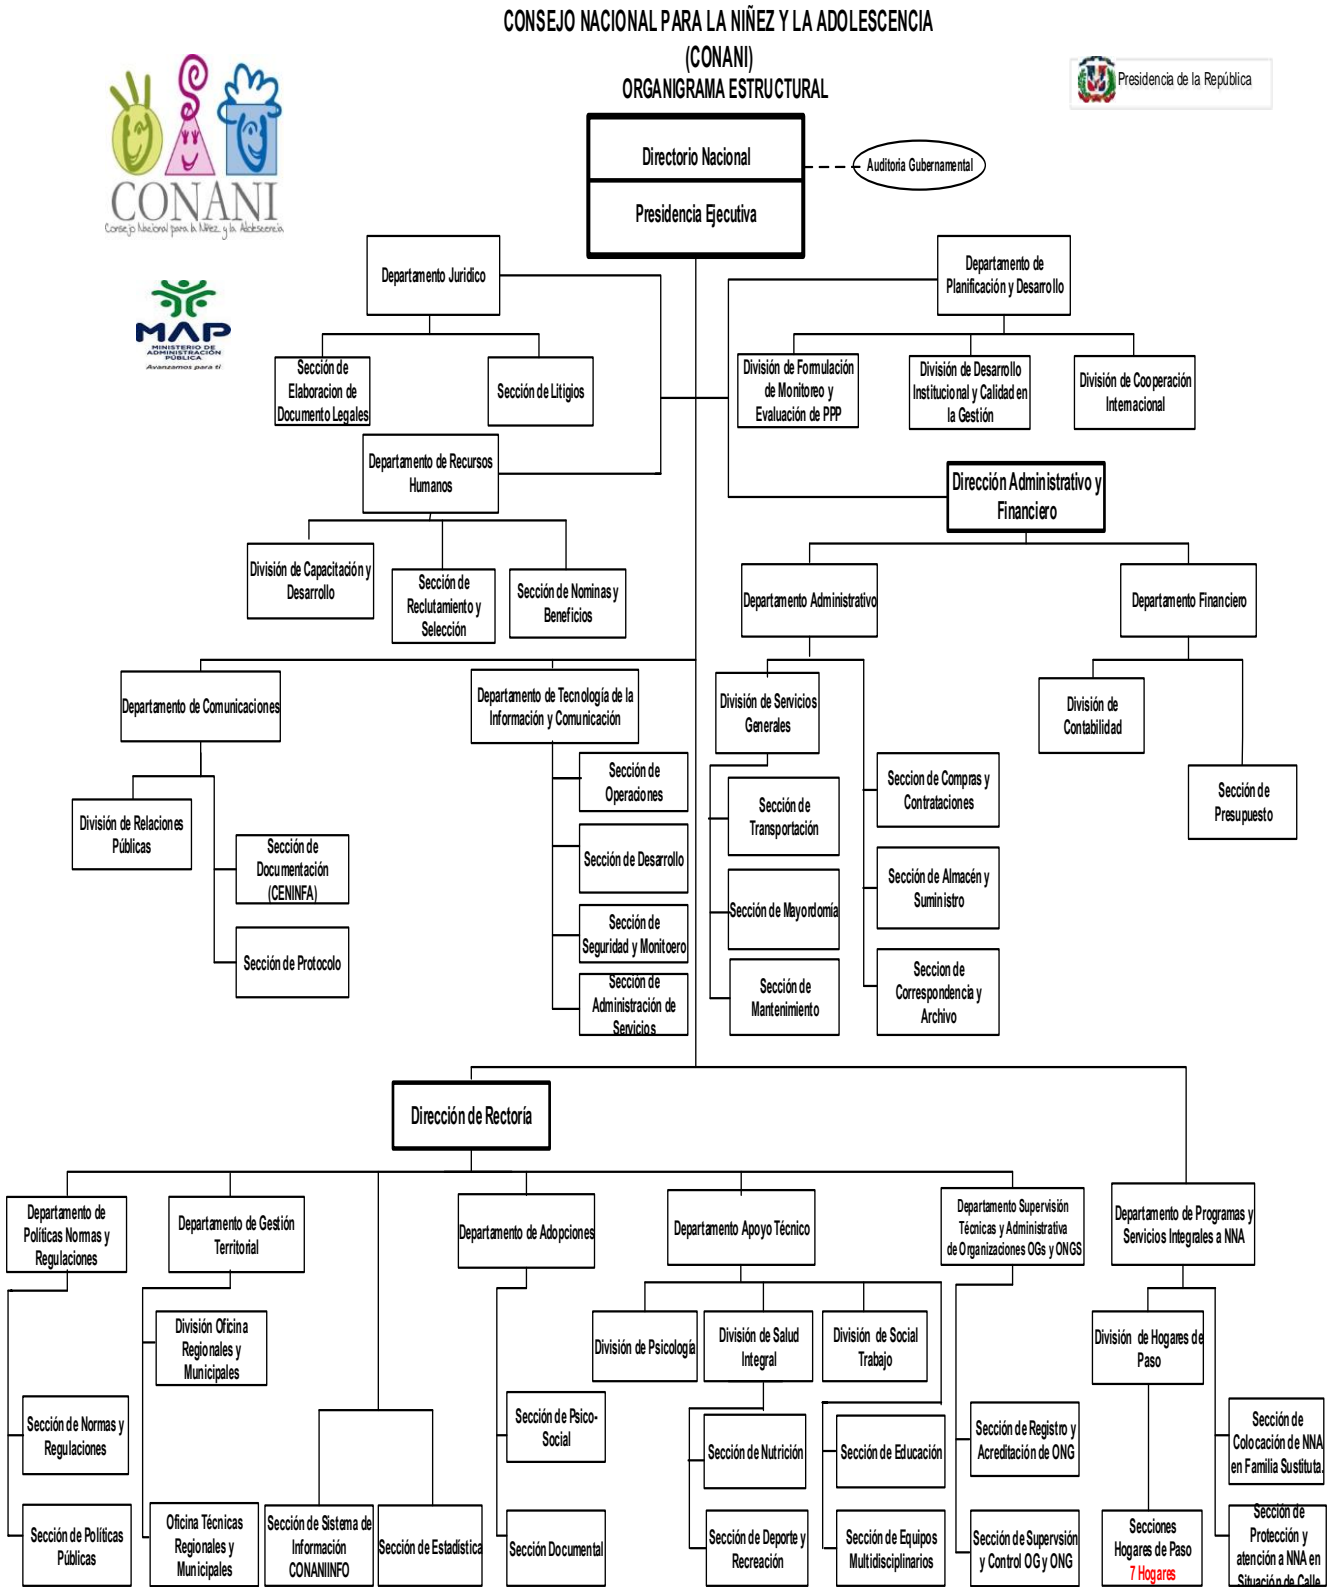 CONSEJO NACIONAL PARA LA NIÑEZ Y LA ADOLESCENCIA
(CONANI)
ORGANIGRAMA ESTRUCTURAL
CONANI
Consejo Nacional para la Niñez y la Adolescencia
Presidencia de la República
MAP
MINISTERIO DE
ADMINISTRACIÓN
PÚBLICA
Avanzamos para ti
Directorio Nacional
Presidencia Ejecutiva
Auditoria Gubernamental
Departamento Juridico
Departamento de
Planificación y Desarrollo
Sección de
Elaboracion de
Documento Legales
Sección de Litigios
División de Formulación
de Monitoreo y
Evaluación de PPP
División de Desarrollo
Institucional y Calidad en
la Gestión
División de Cooperación
Internacional
Departamento de Recursos
Humanos
Dirección Administrativo y
Financiero
División de Capacitación y
Desarrollo
Sección de
Reclutamiento y
Selección
Sección de Nominas y
Beneficios
Departamento Administrativo
Departamento Financiero
Departamento de Comunicaciones
Departamento de Tecnología de la
Información y Comunicación
División de Servicios
Generales
División de
Contabilidad
Sección de
Operaciones
Seccion de Compras y
Contrataciones
Sección de
Presupuesto
División de Relaciones
Públicas
Sección de
Transportación
Sección de
Documentación
(CENINFA)
Sección de Desarrollo
Sección de Almacén y
Suministro
Sección de Mayordomía
Sección de
Seguridad y Monitoero
Sección de Protocolo
Sección de
Administración de
Servicios
Sección de
Mantenimiento
Seccion de
Correspondencia y
Archivo
Dirección de Rectoría
Departamento de
Políticas Normas y
Regulaciones
Departamento de Gestión
Territorial
Departamento de Adopciones
Departamento Apoyo Técnico
Departamento Supervisión
Técnicas y Administrativa
de Organizaciones OGs y ONGS
Departamento de Programas y
Servicios Integrales a NNA
División Oficina
Regionales y
Municipales
División de Psicología
División de Salud
Integral
División de Social
Trabajo
División de Hogares de
Paso
Sección de Normas y
Regulaciones
Sección de Psico-
Social
Sección de Nutrición
Sección de Educación
Sección de Registro y
Acreditación de ONG
Sección de
Colocación de NNA
en Familia Sustituta.
Sección de Políticas
Públicas
Oficina Técnicas
Regionales y
Municipales
Sección de Sistema de
Información
CONANIINFO
Sección de Estadística
Sección Documental
Sección de Deporte y
Recreación
Sección de Equipos
Multidisciplinarios
Sección de Supervsión
y Control OG y ONG
Secciones
Hogares de Paso
7 Hogares
Sección de
Protección y
atención a NNA en
Situación de Calle